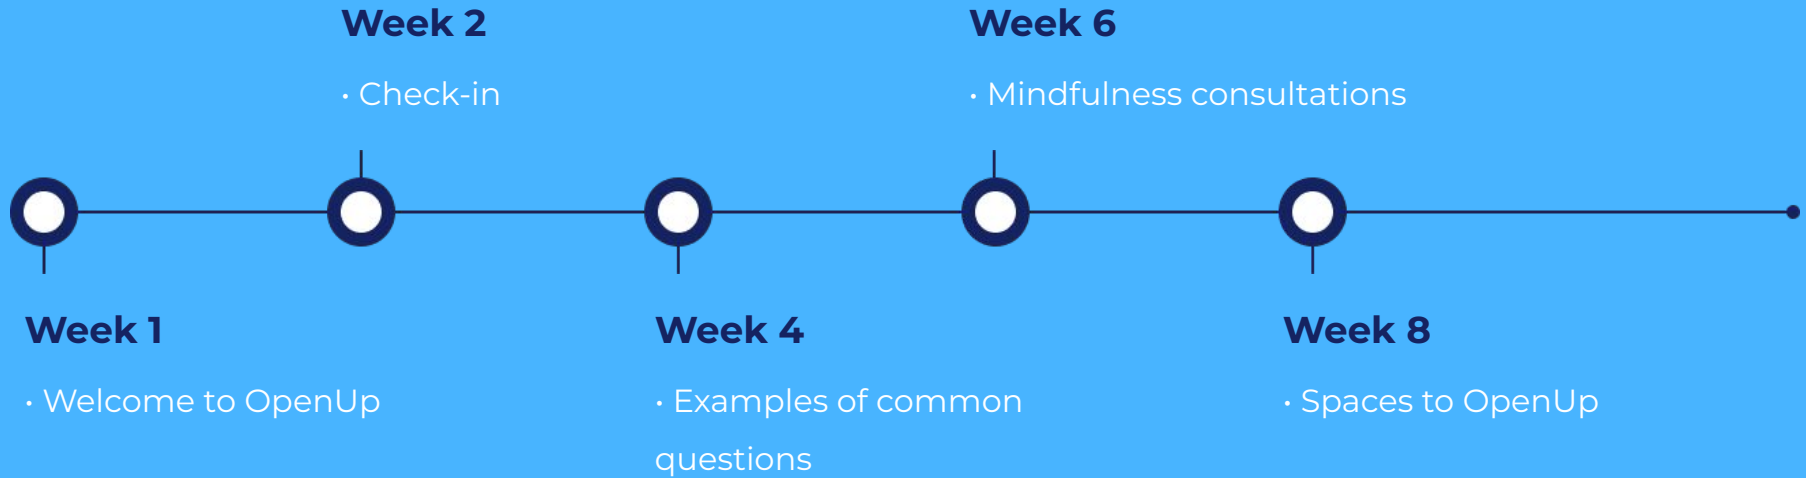 Week 2
• Check-in
Week 6
• Mindfulness consultations
Week 1
• Welcome to OpenUp
Week 4
• Examples of common
questions
Week 8
• Spaces to OpenUp